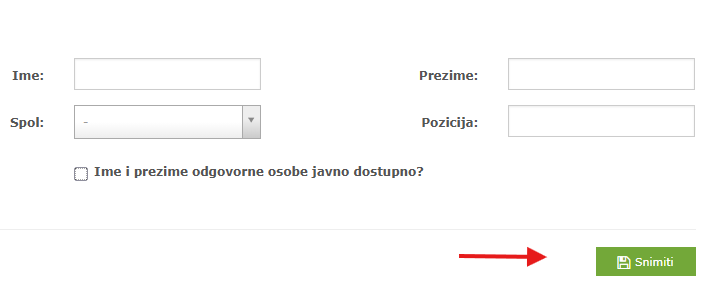 Ime: Prezime:
Spol: - Pozicija:
Ime i prezime odgovorne osobe javno dostupno?
Snimiti